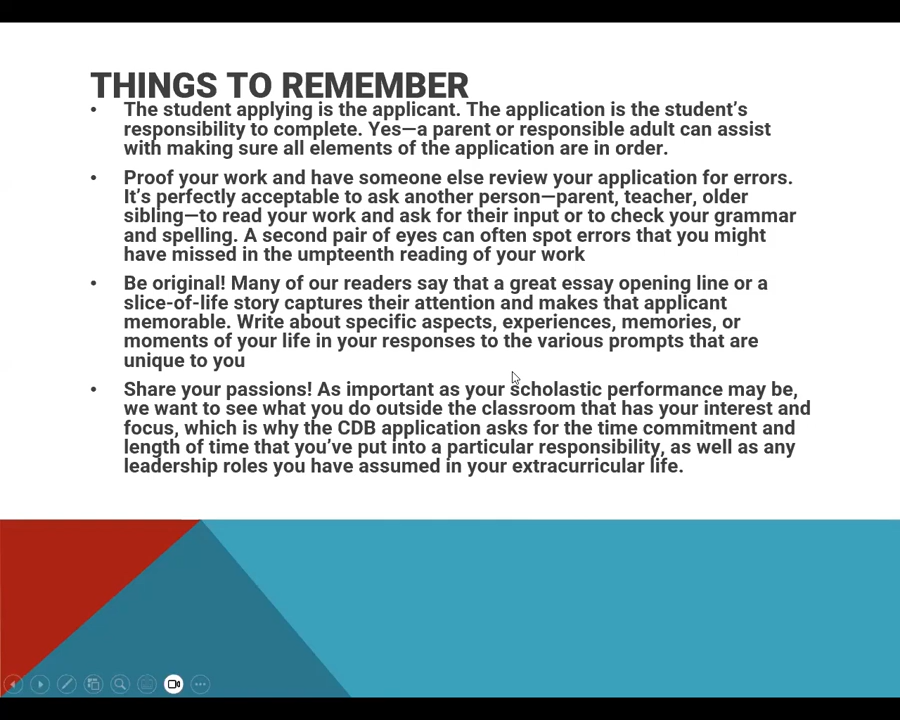 THINGS TO REMEMBER
• The student applying is the applicant. The application is the student’s
responsibility to complete. Yes—a parent or responsible adult can assist
with making sure all elements of the application are in order.
• Proof your work and have someone else review your application for errors.
It’s perfectly acceptable to ask another person—parent, teacher, older
sibling—to read your work and ask for their input or to check your grammar
and spelling. A second pair of eyes can often spot errors that you might
have missed in the umpteenth reading of your work
• Be original! Many of our readers say that a great essay opening line or a
slice-of-life story captures their attention and makes that applicant
memorable. Write about specific aspects, experiences, memories, or
moments of your life in your responses to the various prompts that are
unique to you
• Share your passions! As important as your scholastic performance may be,
we want to see what you do outside the classroom that has your interest and
focus, which is why the CDB application asks for the time commitment and
length of time that you’ve put into a particular responsibility, as well as any
leadership roles you have assumed in your extracurricular life.